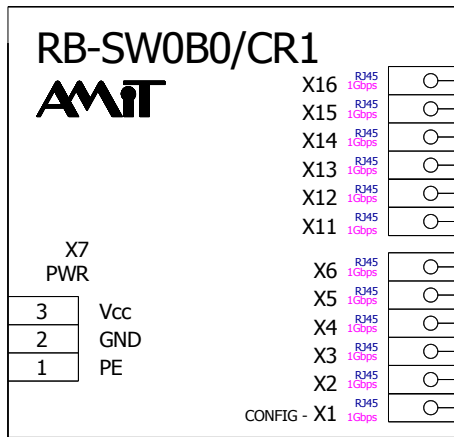 RB-SW0B0/CR1
AMiT
X16 RJ45 1Gbps
X15 RJ45 1Gbps
X14 RJ45 1Gbps
X13 RJ45 1Gbps
X12 RJ45 1Gbps
X11 RJ45 1Gbps
X7
PWR
3 Vcc
2 GND
1 PE
X6 RJ45 1Gbps
X5 RJ45 1Gbps
X4 RJ45 1Gbps
X3 RJ45 1Gbps
X2 RJ45 1Gbps
CONFIG - X1 RJ45 1Gbps